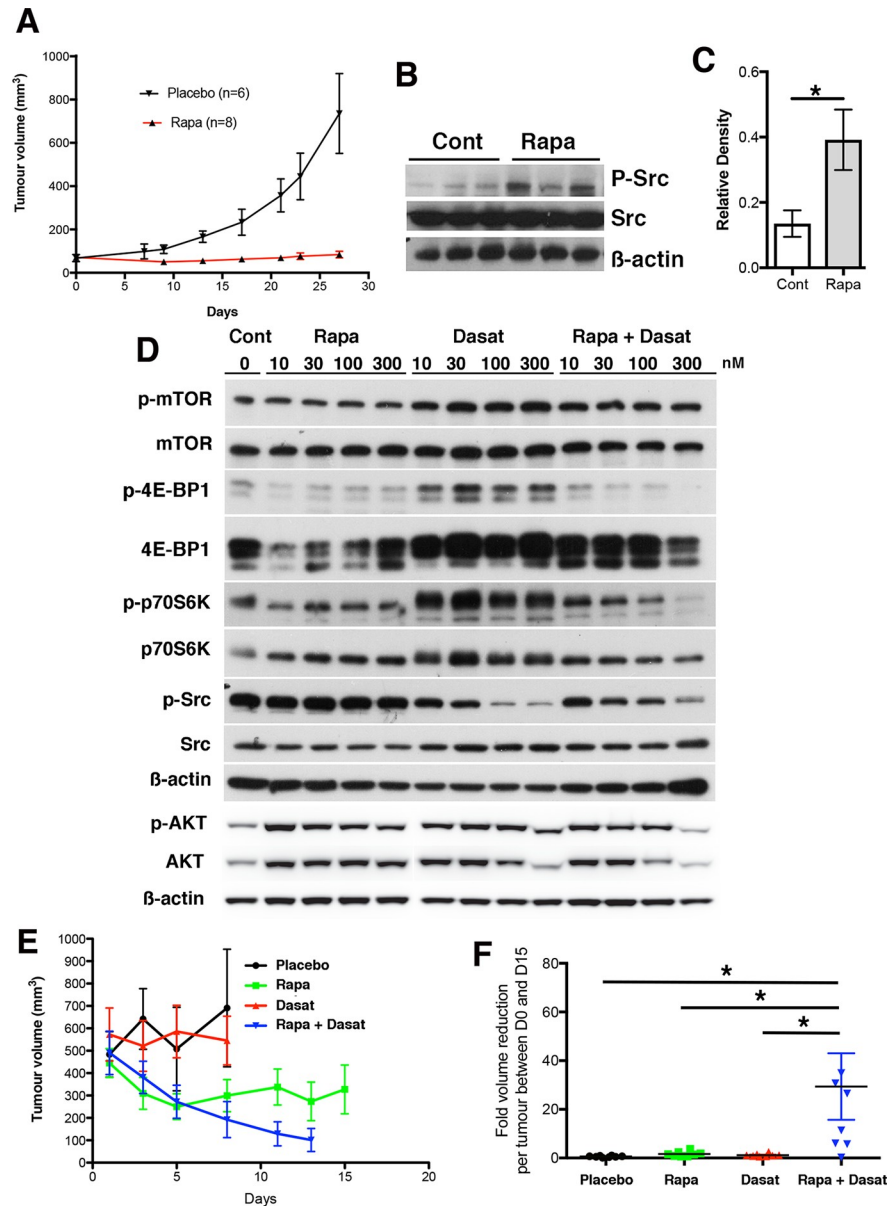 A
Tumour volume (mm3)
1000
800
600
400
200
0
Placebo (n=6)
Rapa (n=8)
0 5 10 15 20 25 30
Days
B
Cont Rapa
P-Src
Src
ß-actin
C
Relative Density
0.6
0.4
0.2
0.0
*
Cont Rapa
D
Cont Rapa Dasat Rapa + Dasat
0 10 30 100 300 10 30 100 300 10 30 100 300 nM
p-mTOR
mTOR
p-4E-BP1
4E-BP1
p-p70S6K
p70S6K
p-Src
Src
ß-actin
p-AKT
AKT
ß-actin
E
Tumour volume (mm3)
1000
900
800
700
600
500
400
300
200
100
0
Placebo
Rapa
Dasat
Rapa + Dasat
0 5 10 15 20
Days
F
Fold volume reduction
per tumour between D0 and D15
80
60
40
20
0
*
*
*
Placebo Rapa Dasat Rapa + Dasat